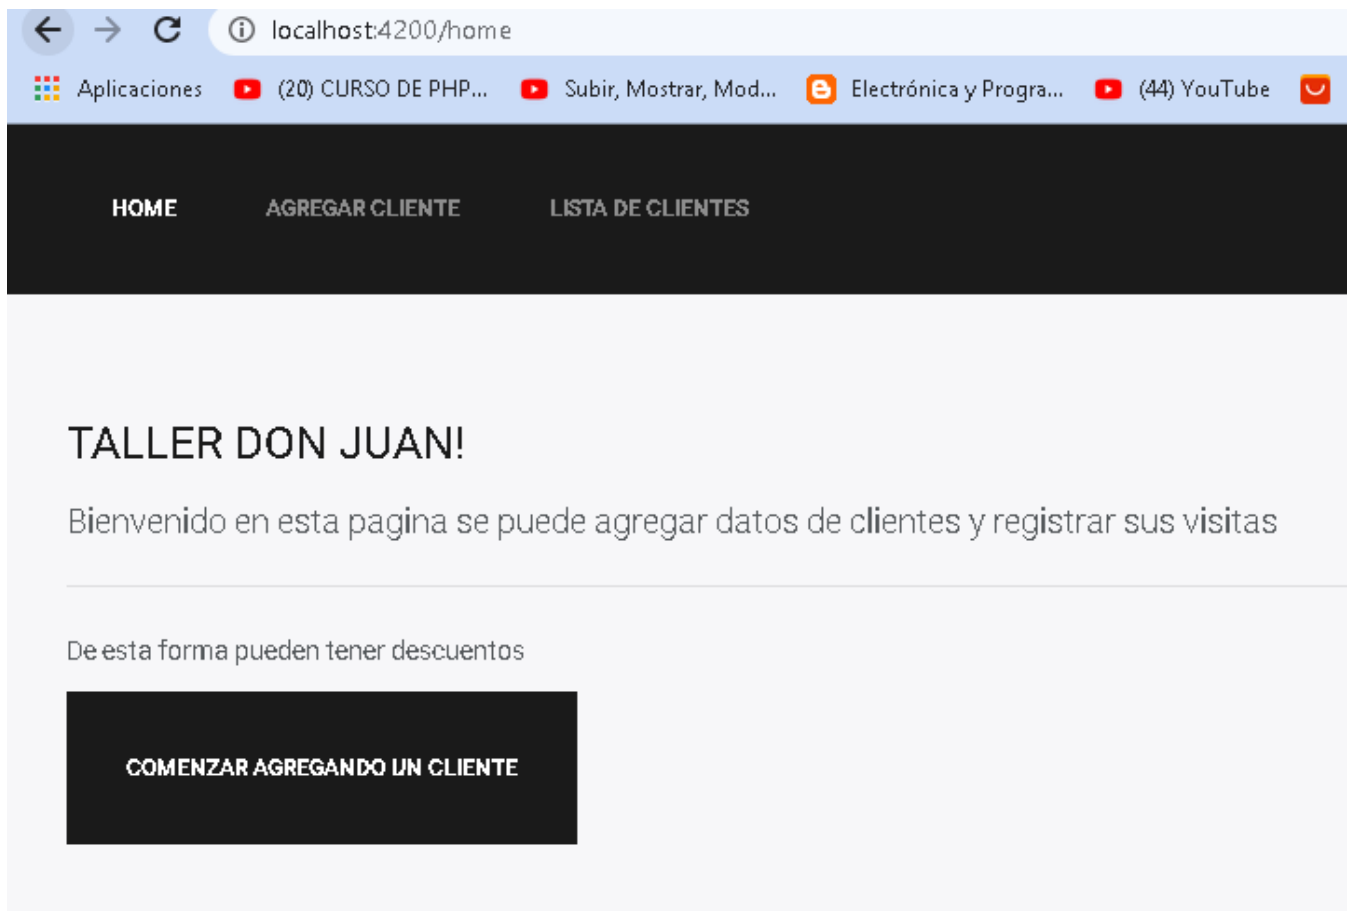 localhost:4200/home
Aplicaciones (20) CURSO DE PHP... Subir, Mostrar, Mod... Electrónica y Progra... (44) YouTube
HOME AGREGAR CLIENTE LISTA DE CLIENTES
TALLER DON JUAN!
Bienvenido en esta pagina se puede agregar datos de clientes y registrar sus visitas
De esta forma pueden tener descuentos
COMENZAR AGREGANDO UN CLIENTE